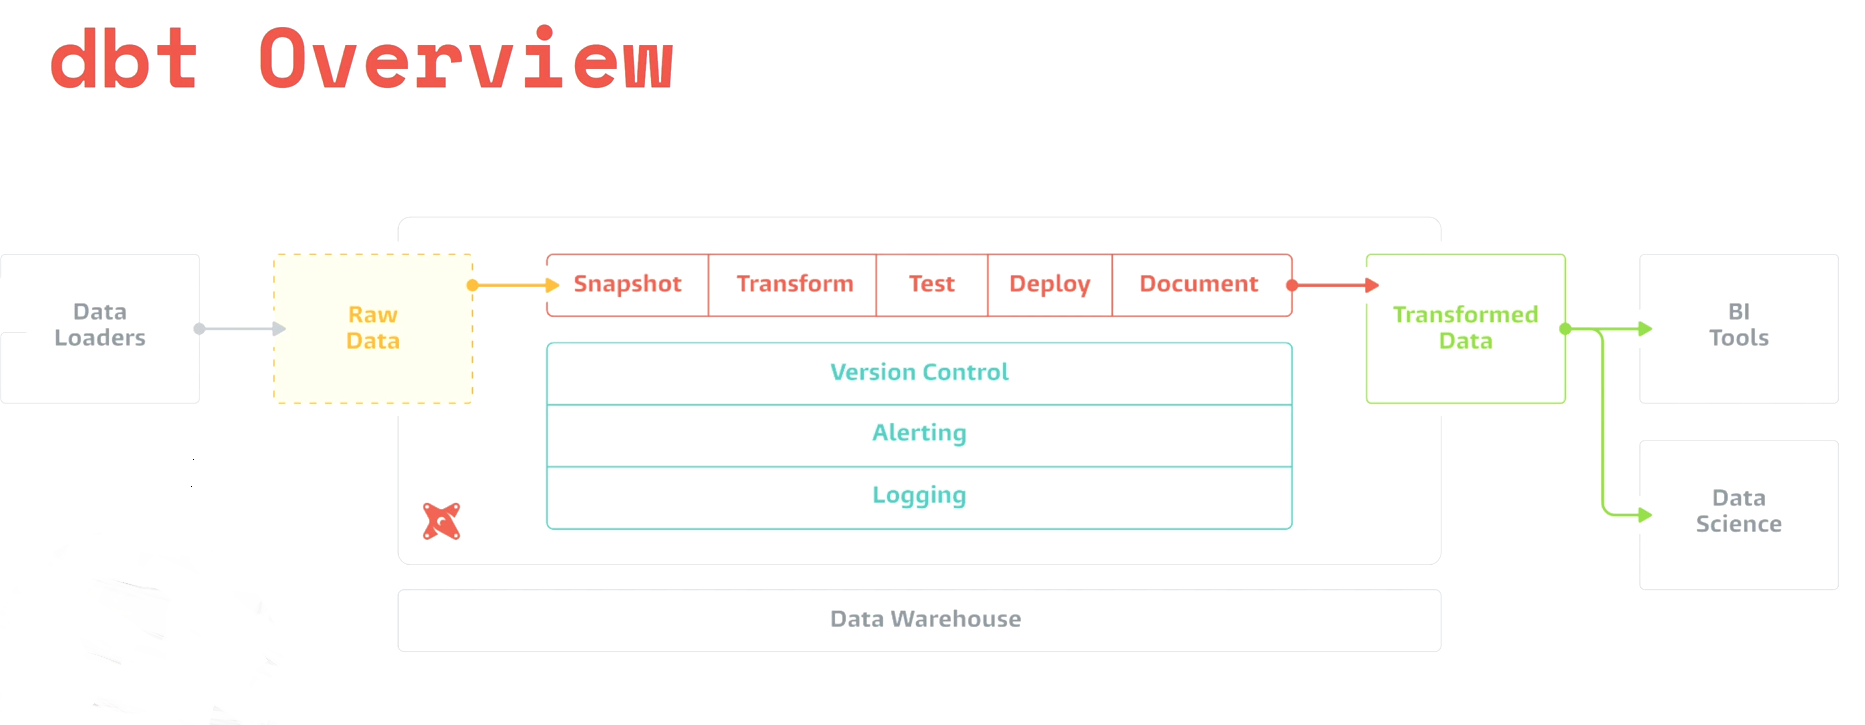 dbt Overview
Data
Loaders
Raw
Data
Snapshot
Transform
Test
Deploy
Document
Version Control
Alerting
Logging
Transformed
Data
BI
Tools
Data
Science
Data Warehouse